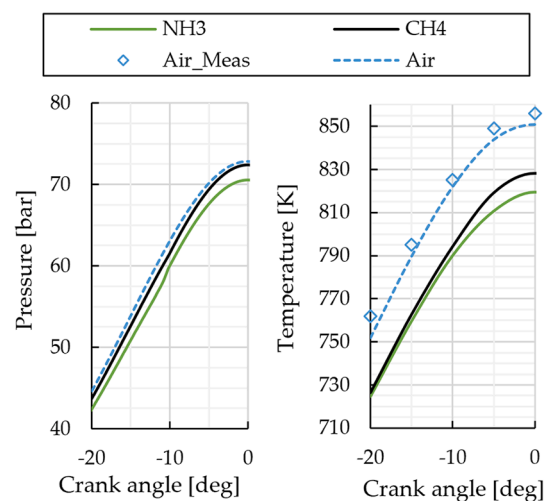 NH3 CH4
Air_Meas Air
80
70
60
50
40
Pressure [bar]
-20 -10 0
Crank angle [deg]
850
830
810
790
770
750
730
710
Temperature [K]
-20 -10 0
Crank angle [deg]